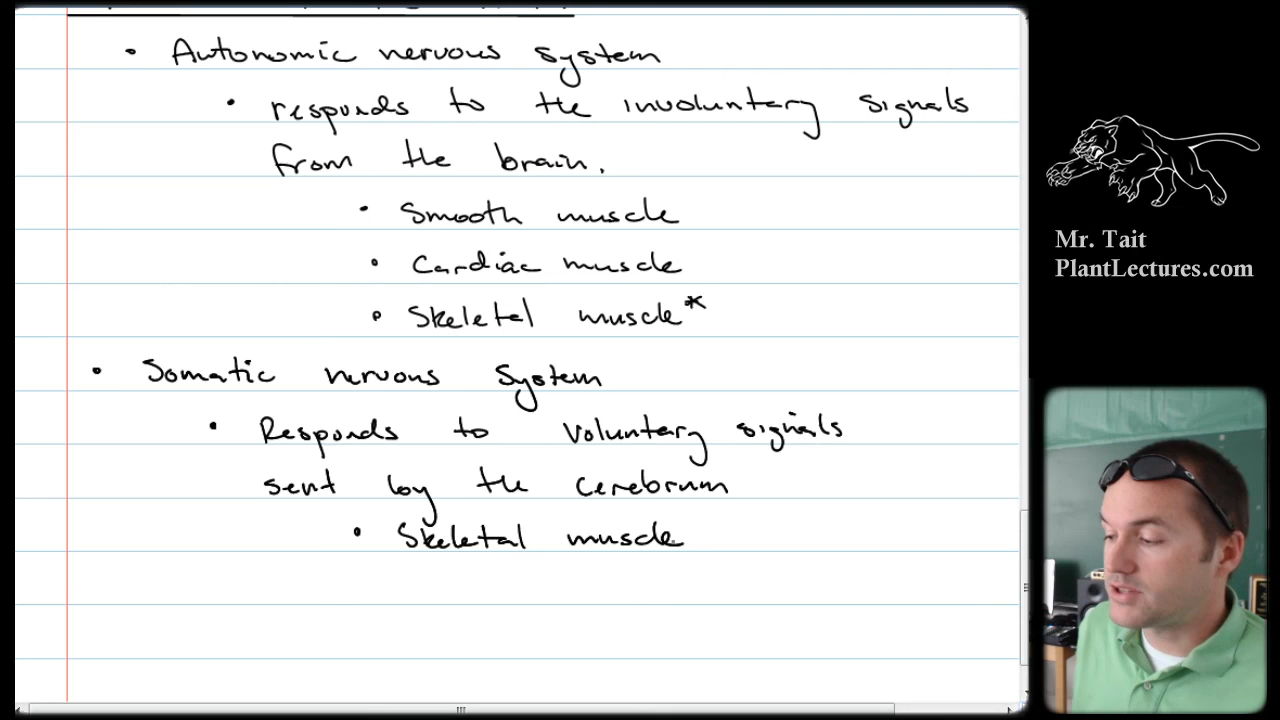 • Autonomic nervous system
• responds to the involuntary signals
from the brain.
• Smooth muscle
• Cardiac muscle
• Skeletal muscle*
• Somatic nervous system
• Responds to voluntary signals
sent by the cerebrum
• Skeletal muscle
Mr. Tait
PlantLectures.com